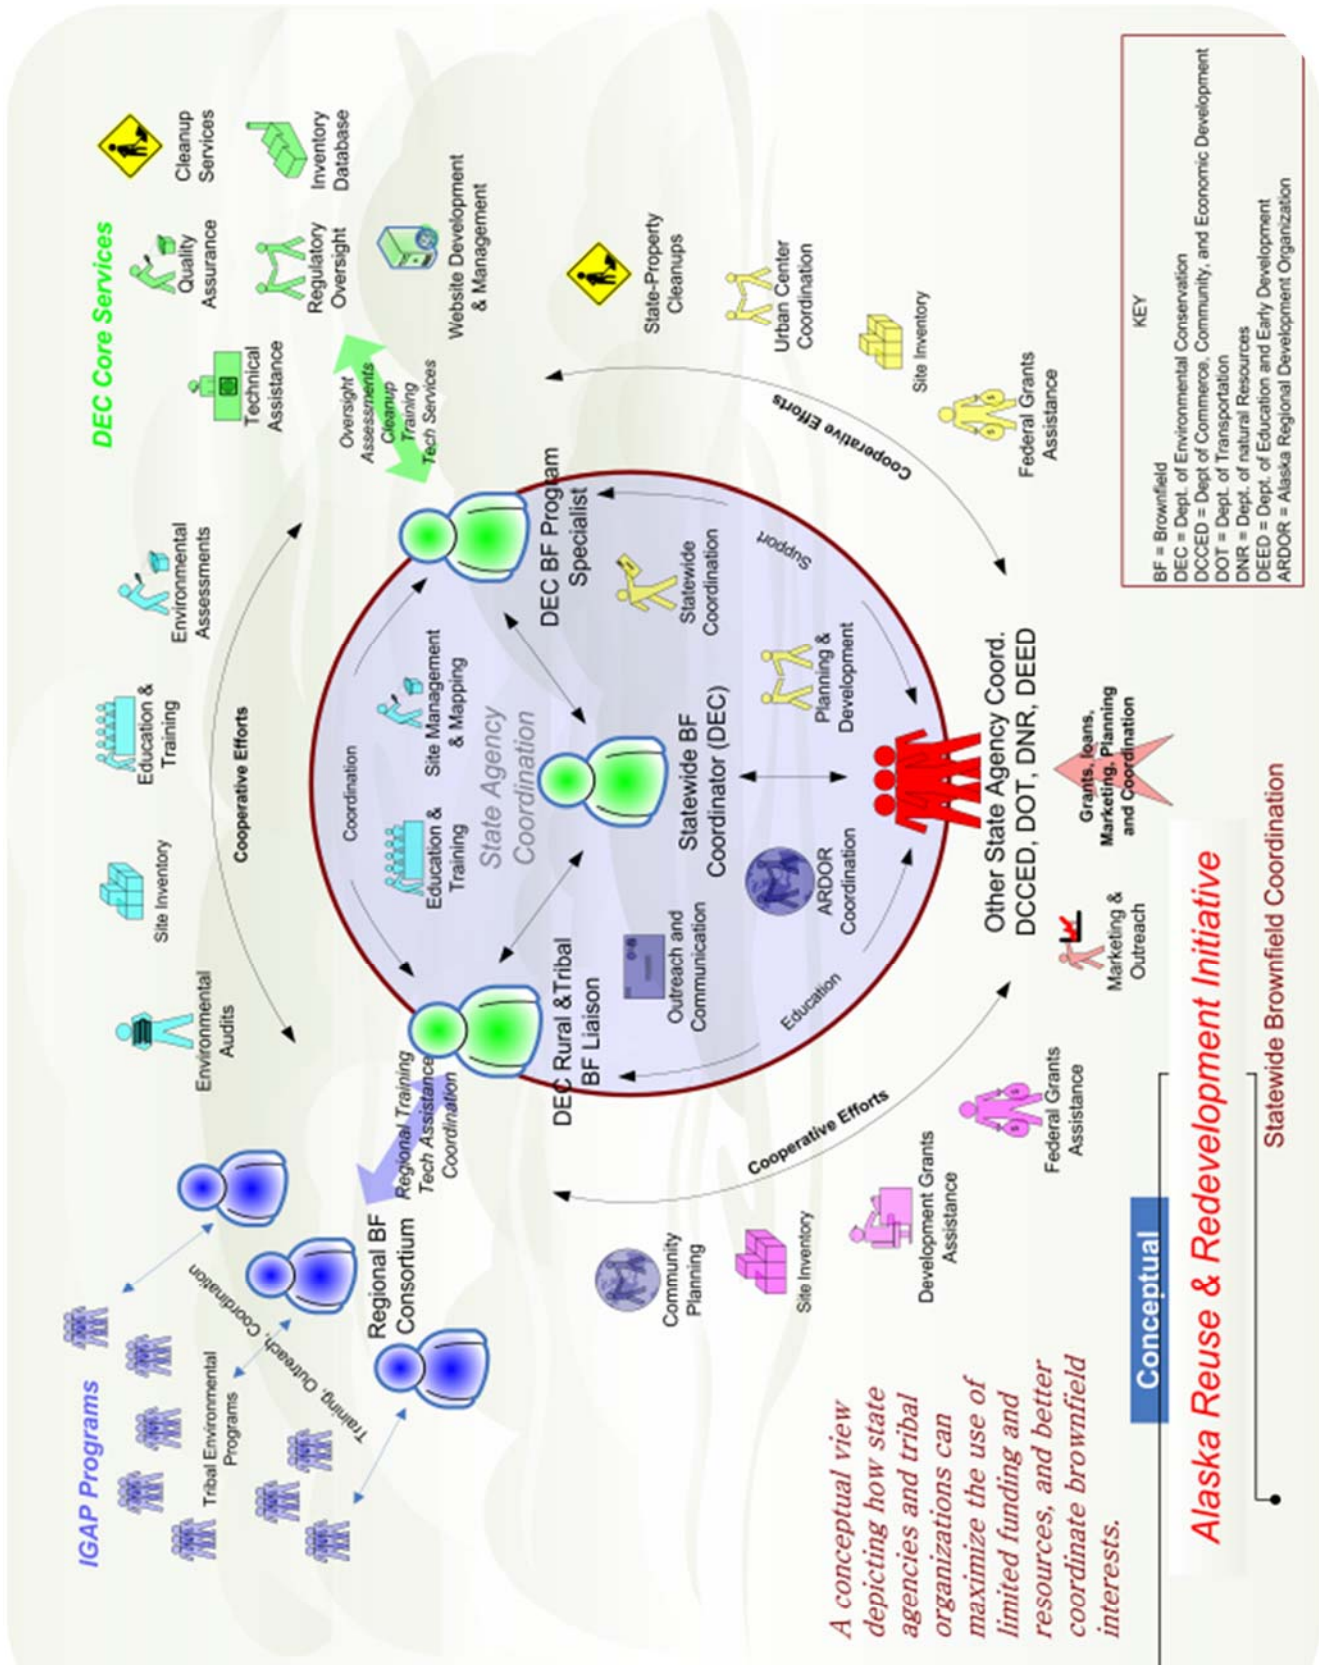 IGAP Programs
DEC Core Services
Tribal Environmental
Programs
Training, Outreach, Coordination
Regional BF
Consortium
Regional Training
Tech Assistance
Coordination
Environmental
Audits
Site Inventory
Education &
Training
Environmental
Assessments
Cooperative Efforts
Technical
Assistance
Quality
Assurance
Cleanup
Services
Regulatory
Oversight
Inventory
Database
Website Development
& Management
Oversight
Assessments
Cleanup
Training
Tech Services
Coordination
Education &
Training
Site Management
& Mapping
State Agency
Coordination
DEC Rural &Tribal
BF Liaison
DEC BF Program
Specialist
Statewide BF
Coordinator (DEC)
Outreach and
Communication
Statewide
Coordination
ARDOR
Coordination
Planning &
Development
Education
Support
Other State Agency Coord.
DCCED, DOT, DNR, DEED
Cooperative Efforts
Community
Planning
Site Inventory
Development Grants
Assistance
Federal Grants
Assistance
Marketing &
Outreach
Grants, loans,
Marketing, Planning
and Coordination
Cooperative Efforts
State-Property
Cleanups
Urban Center
Coordination
Site Inventory
Federal Grants
Assistance
A conceptual view
depicting how state
agencies and tribal
organizations can
maximize the use of
limited funding and
resources, and better
coordinate brownfield
interests.
KEY
BF = Brownfield
DEC = Dept. of Environmental Conservation
DCCED = Dept of Commerce, Community, and Economic Development
DOT = Dept. of Transportation
DNR = Dept. of natural Resources
DEED = Dept. of Education and Early Development
ARDOR = Alaska Regional Development Organization
Conceptual
Alaska Reuse & Redevelopment Initiative
Statewide Brownfield Coordination